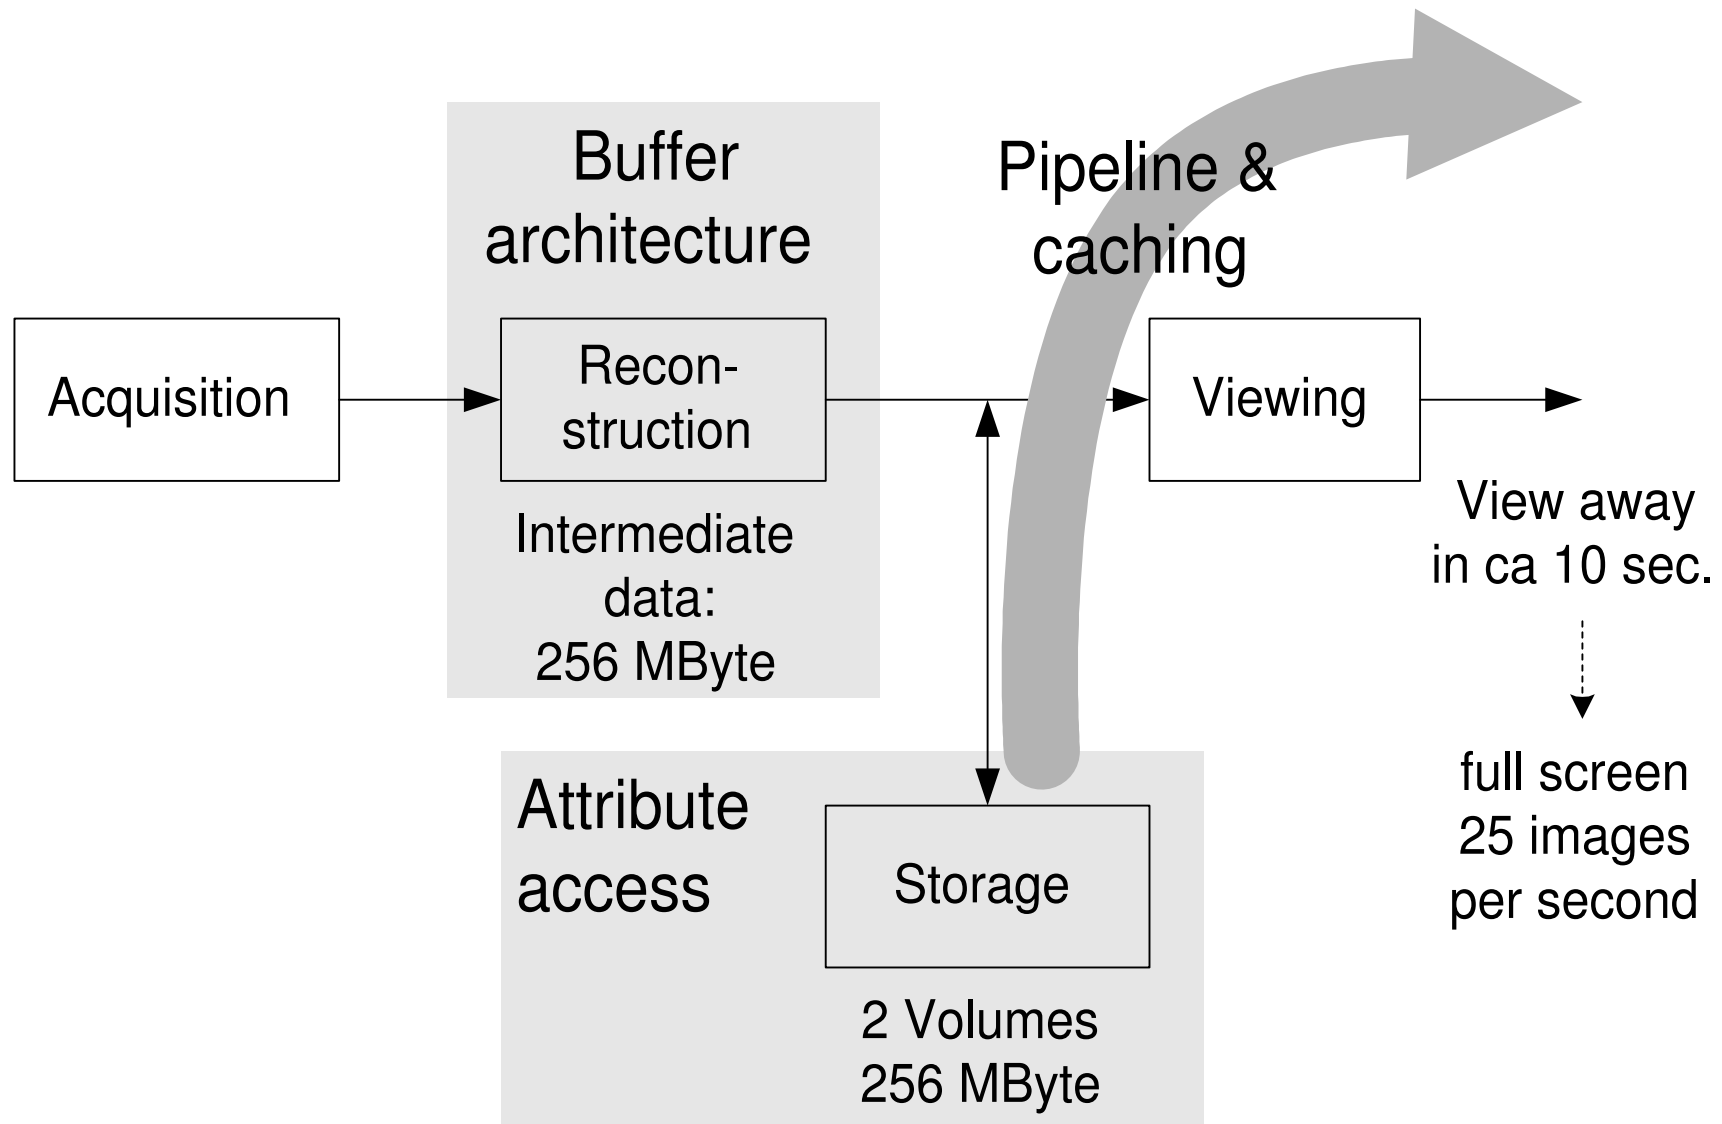 Buffer
architecture
Pipeline &
caching
Acquisition
Recon-
struction
Viewing
Intermediate
data:
256 MByte
View away
in ca 10 sec.
full screen
25 images
per second
Attribute
access
Storage
2 Volumes
256 MByte